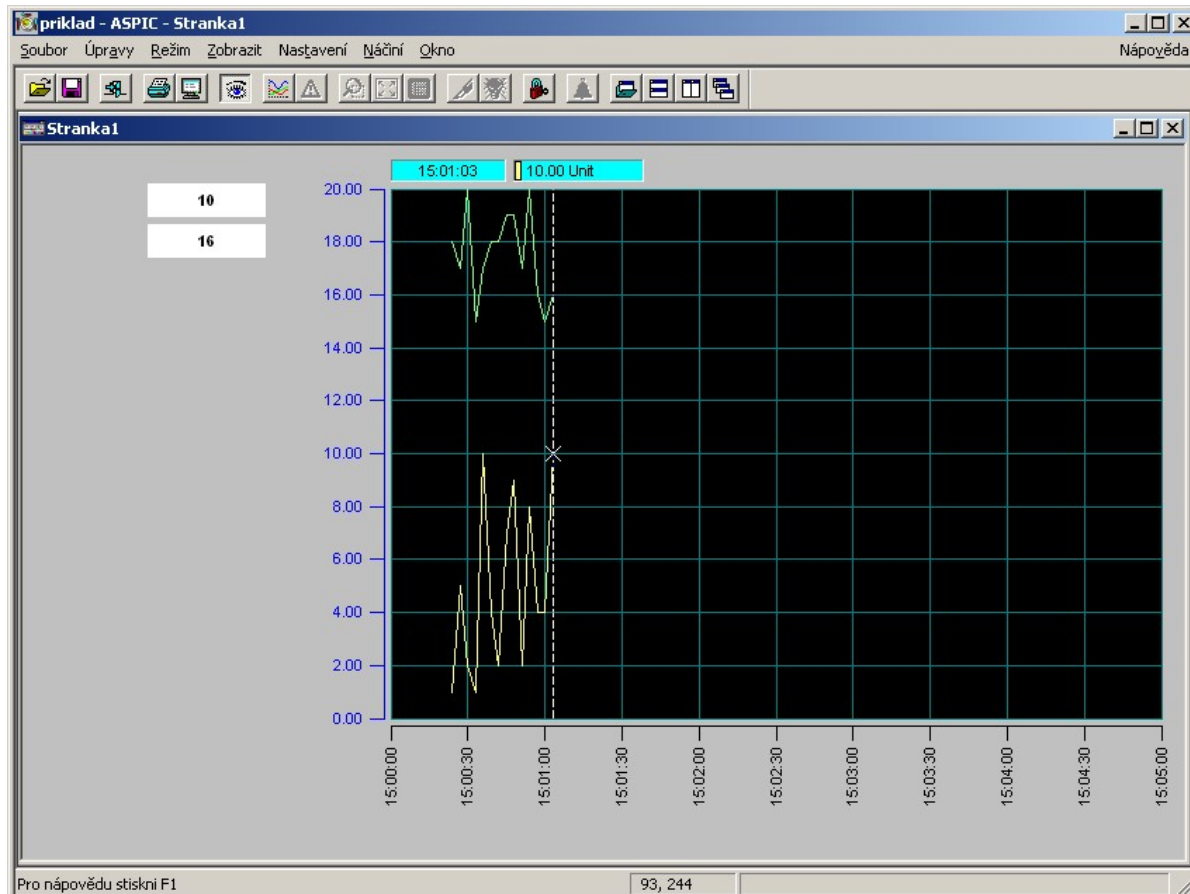 priklad - ASPIC - Stranka1
Soubor Úpravy Režim Zobrazit Nastavení Náčiní Okno Nápověda
Stranka1
15:01:03 10.00 Unit
10
16
20.00
18.00
16.00
14.00
12.00
10.00
8.00
6.00
4.00
2.00
0.00
15:00:00 15:00:30 15:01:00 15:01:30 15:02:00 15:02:30 15:03:00 15:03:30 15:04:00 15:04:30 15:05:00
Pro nápovědu stiskni F1 93, 244